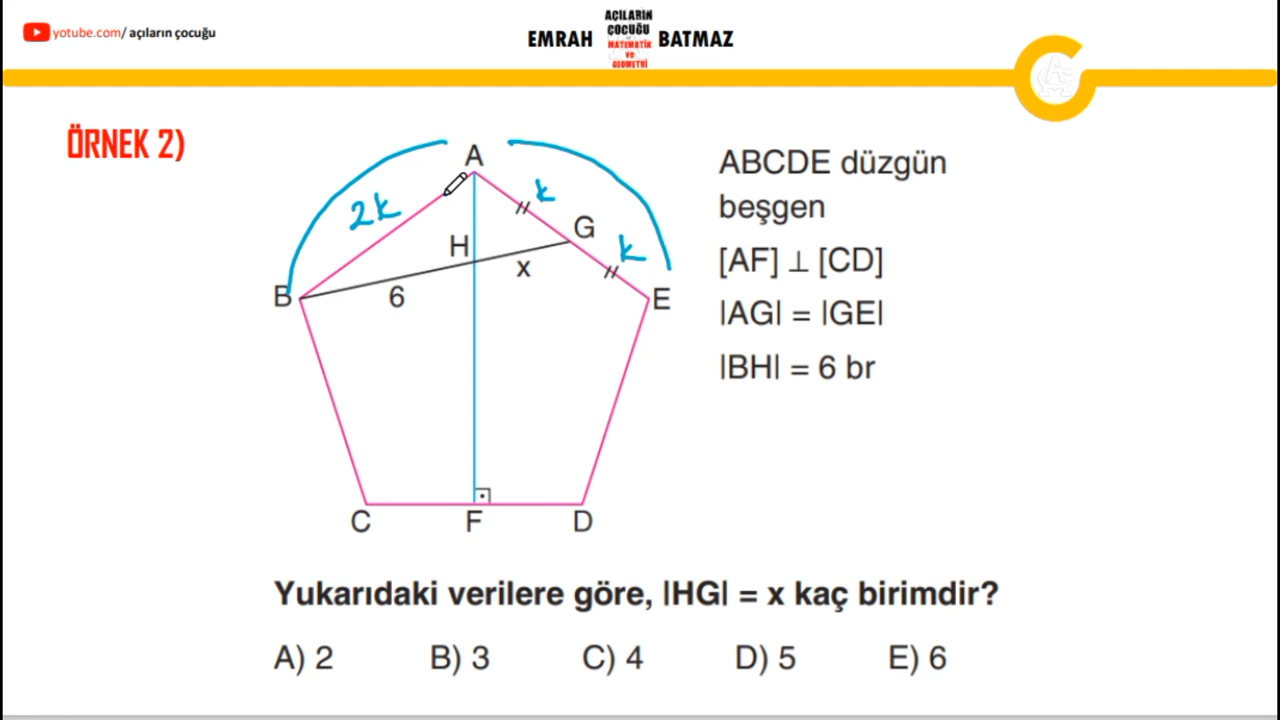 yotube.com/ açıların çocuğu
EMRAH
AÇILARIN
ÇOCUĞU
MATEMATİK
ve
GEOMETRİ
BATMAZ
ÖRNEK 2)
A
2k
k
G
k
H
x
B
6
E
C
F
D
ABCDE düzgün
beşgen
[AF] ⊥ [CD]
|AG| = |GE|
|BH| = 6 br
Yukarıdaki verilere göre, |HG| = x kaç birimdir?
A) 2 B) 3 C) 4 D) 5 E) 6